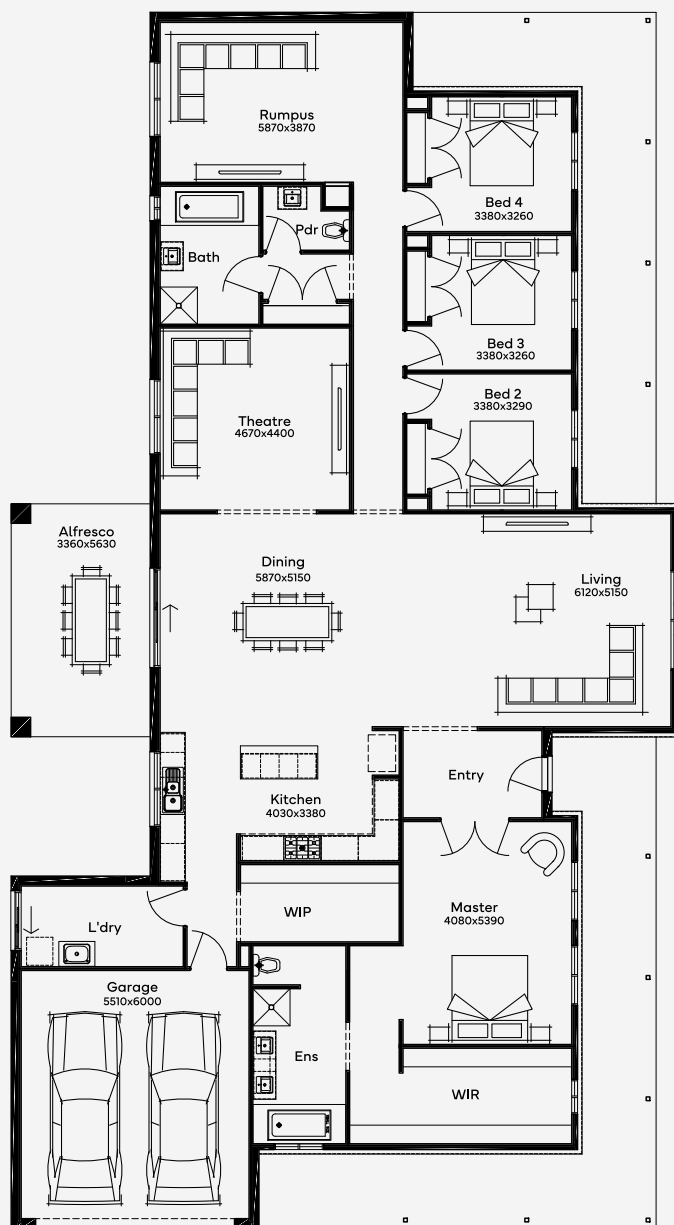 Rumpus
5870x3870
Bed 4
3380x3260
Pdr
Bath
Bed 3
3380x3260
Bed 2
3380x3290
Theatre
4670x4400
Alfresco
3360x5630
Dining
5870x5150
Living
6120x5150
Entry
Kitchen
4030x3380
WIP
Master
4080x5390
L'dry
Garage
5510x6000
Ens
WIR